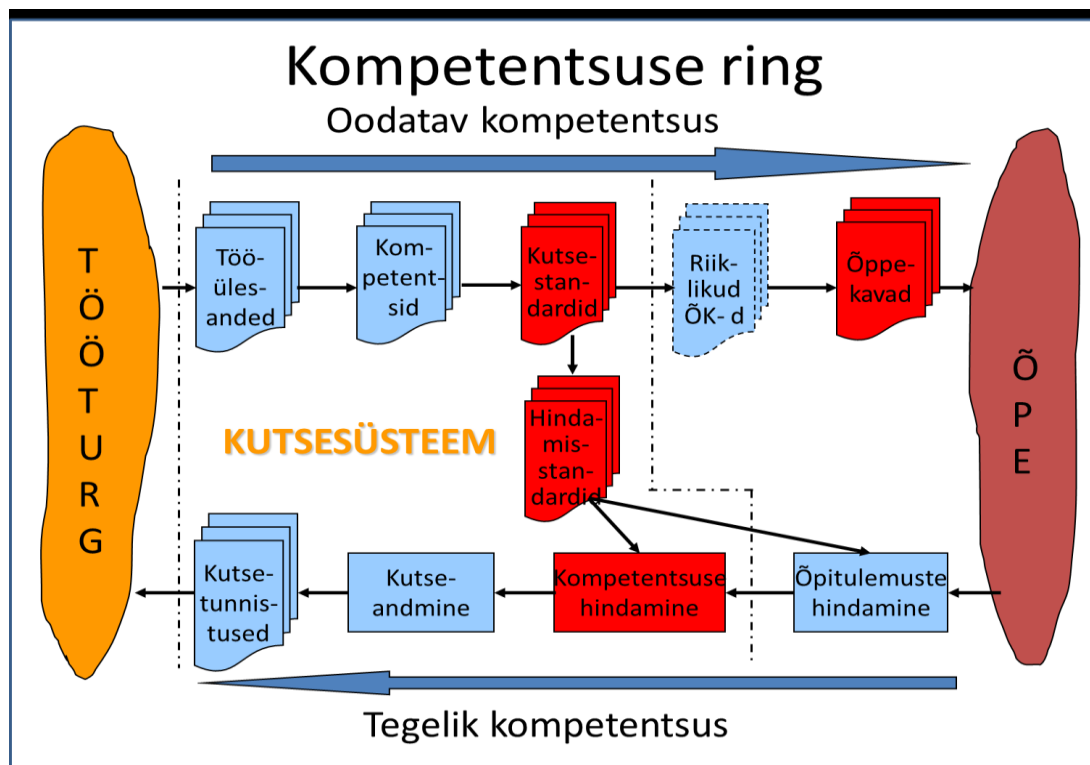 Kompetentsuse ring
Oodatav kompetentsus
T
Ö
Ö
T
U
R
G
Töö-
üles-
anded
Kom-
petent-
sid
Kutse-
stan-
dardid
Riik-
likud
ÕK- d
Õppe-
kavad
Õ
P
E
KUTSESÜSTEEM
Hinda-
mis-
stan-
dardid
Kutse-
tunnis-
tused
Kutse-
andmine
Kompetentsuse
hindamine
Õpitulemuste
hindamine
Tegelik kompetentsus